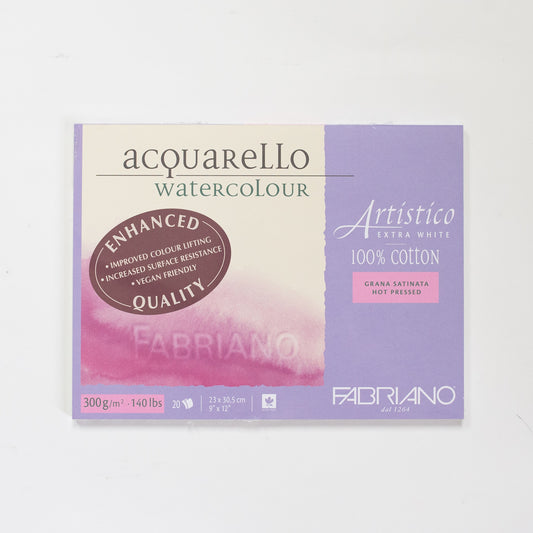 acquarello
watercolour
ENHANCED
• IMPROVED COLOUR LIFTING
• INCREASED SURFACE RESISTANCE
• VEGAN FRIENDLY
QUALITY
FABRIANO
Artistico
EXTRA WHITE
100% COTTON
GRANA SATINATA
HOT PRESSED
300g/m² - 140 lbs
20
23 x 30,5 cm
9" x 12"
FABRIANO
dal 1264